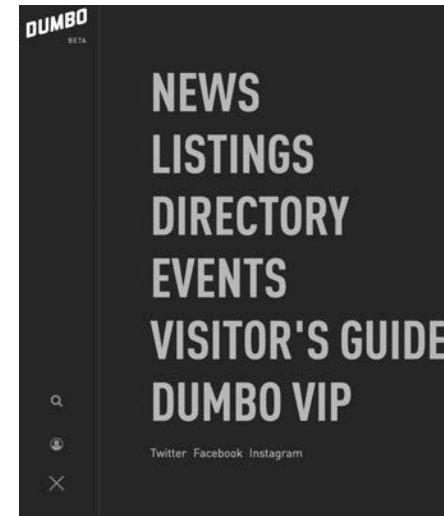 DUMBO
BETA
NEWS
LISTINGS
DIRECTORY
EVENTS
VISITOR'S GUIDE
DUMBO VIP
Twitter Facebook Instagram